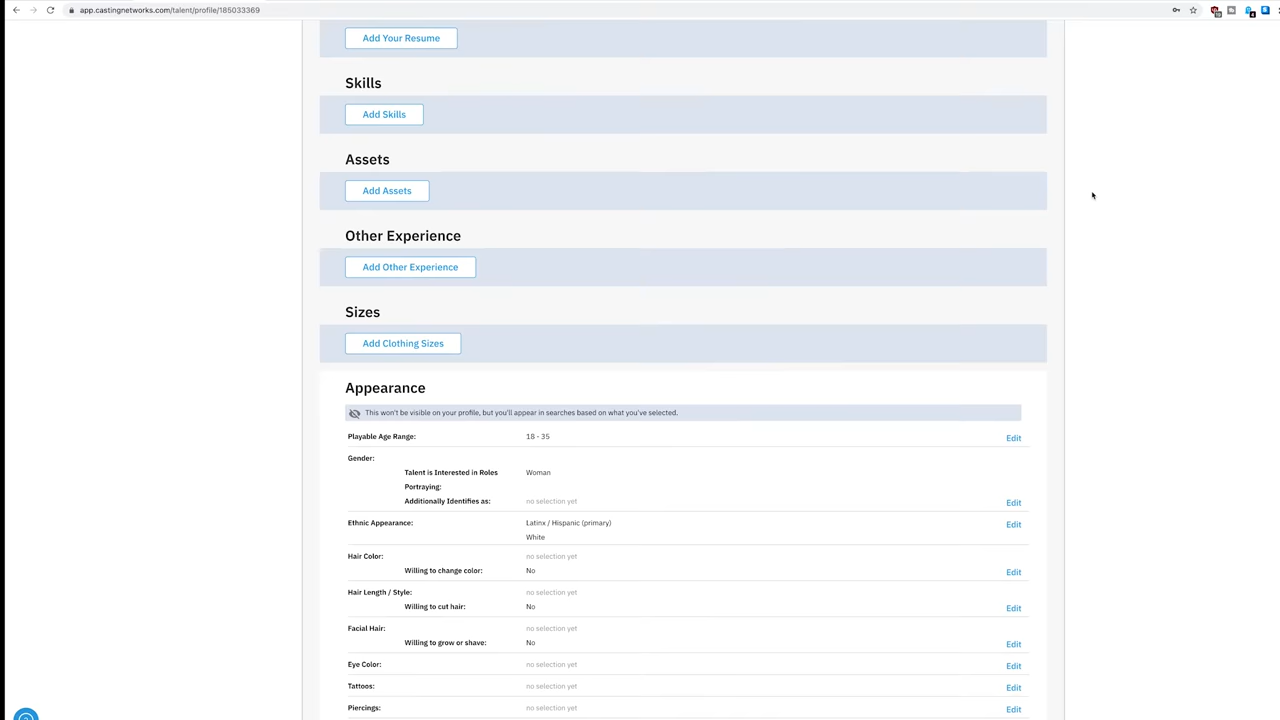 app.castingnetworks.com/talent/profile/185033369
Add Your Resume
Skills
Add Skills
Assets
Add Assets
Other Experience
Add Other Experience
Sizes
Add Clothing Sizes
Appearance
This won't be visible on your profile, but you'll appear in searches based on what you've selected.
Playable Age Range: 18 - 35 Edit
Gender:
Talent is Interested in Roles Woman
Portraying:
Additionally Identifies as: no selection yet Edit
Ethnic Appearance: Latinx / Hispanic (primary) Edit
White
Hair Color: no selection yet
Willing to change color: No Edit
Hair Length / Style: no selection yet
Willing to cut hair: No Edit
Facial Hair: no selection yet
Willing to grow or shave: No Edit
Eye Color: no selection yet Edit
Tattoos: no selection yet Edit
Piercings: no selection yet Edit